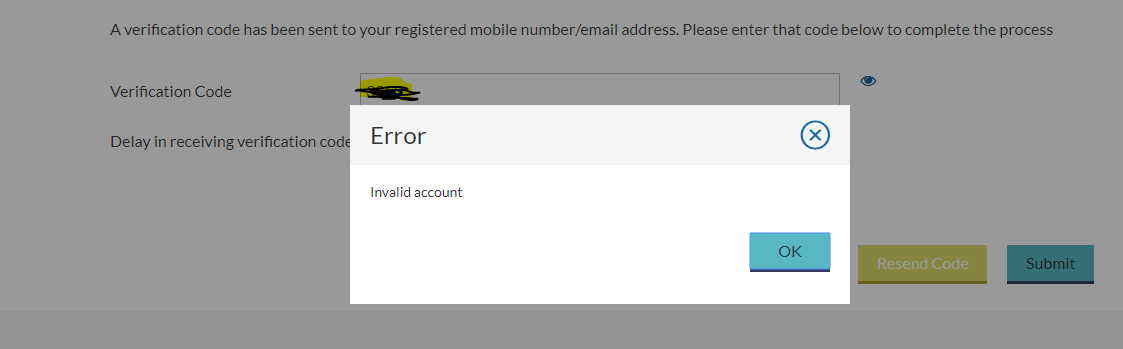 A verification code has been sent to your registered mobile number/email address. Please enter that code below to complete the process
Verification Code
Delay in receiving verification code
Error
Invalid account
OK
Resend Code
Submit